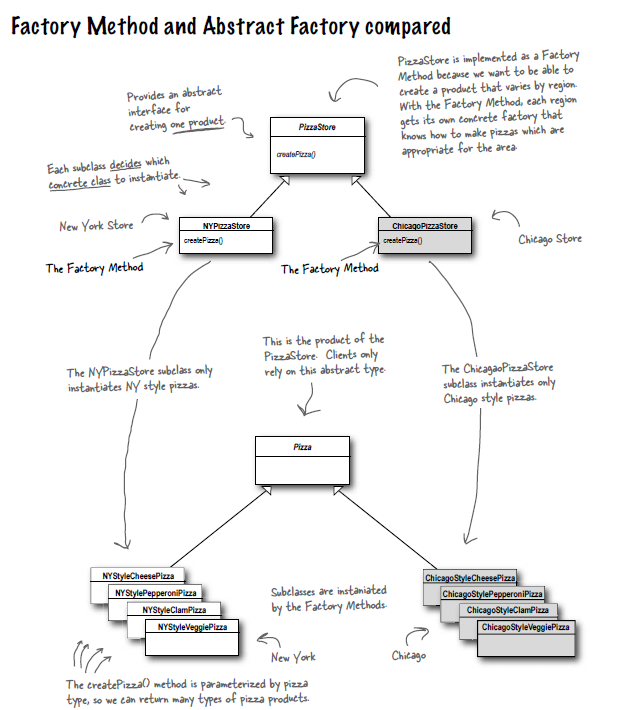 Factory Method and Abstract Factory compared
PizzaStore is implemented as a Factory
Method because we want to be able to
create a product that varies by region.
With the Factory Method, each region
gets its own concrete factory that
knows how to make pizzas which are
appropriate for the area.
Provides an abstract
interface for
creating one product.
PizzaStore
createPizza()
Each subclass decides which
concrete class to instantiate.
New York Store
NYPizzaStore
createPizza()
ChicagoPizzaStore
createPizza()
Chicago Store
The Factory Method
The Factory Method
This is the product of the
PizzaStore. Clients only
rely on this abstract type.
The NYPizzaStore subclass only
instantiates NY style pizzas.
The ChicagaoPizzaStore
subclass instantiates only
Chicago style pizzas.
Pizza
NYStyleCheesePizza
NYStylePepperoniPizza
NYStyleClamPizza
NYStyleVeggiePizza
Subclasses are instaniated
by the Factory Methods.
ChicagoStyleCheesePizza
ChicagoStylePepperoniPizza
ChicagoStyleClamPizza
ChicagoStyleVeggiePizza
New York
Chicago
The createPizza() method is parameterized by pizza
type, so we can return many types of pizza products.